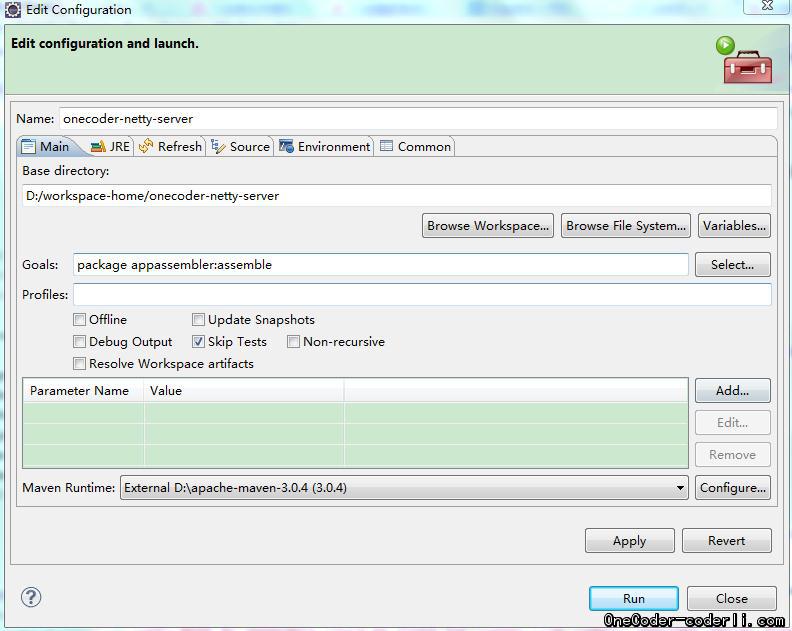 Edit Configuration
Edit configuration and launch.
Name: onecoder-netty-server
Main JRE Refresh Source Environment Common
Base directory:
D:/workspace-home/onecoder-netty-server
Browse Workspace... Browse File System... Variables...
Goals: package appassembler:assemble Select...
Profiles:
Offline Update Snapshots
Debug Output Skip Tests Non-recursive
Resolve Workspace artifacts
Parameter Name Value Add...
Edit...
Remove
Maven Runtime: External D:\apache-maven-3.0.4 (3.0.4) Configure...
Apply Revert
Run Close
OneCoder-coderli.com